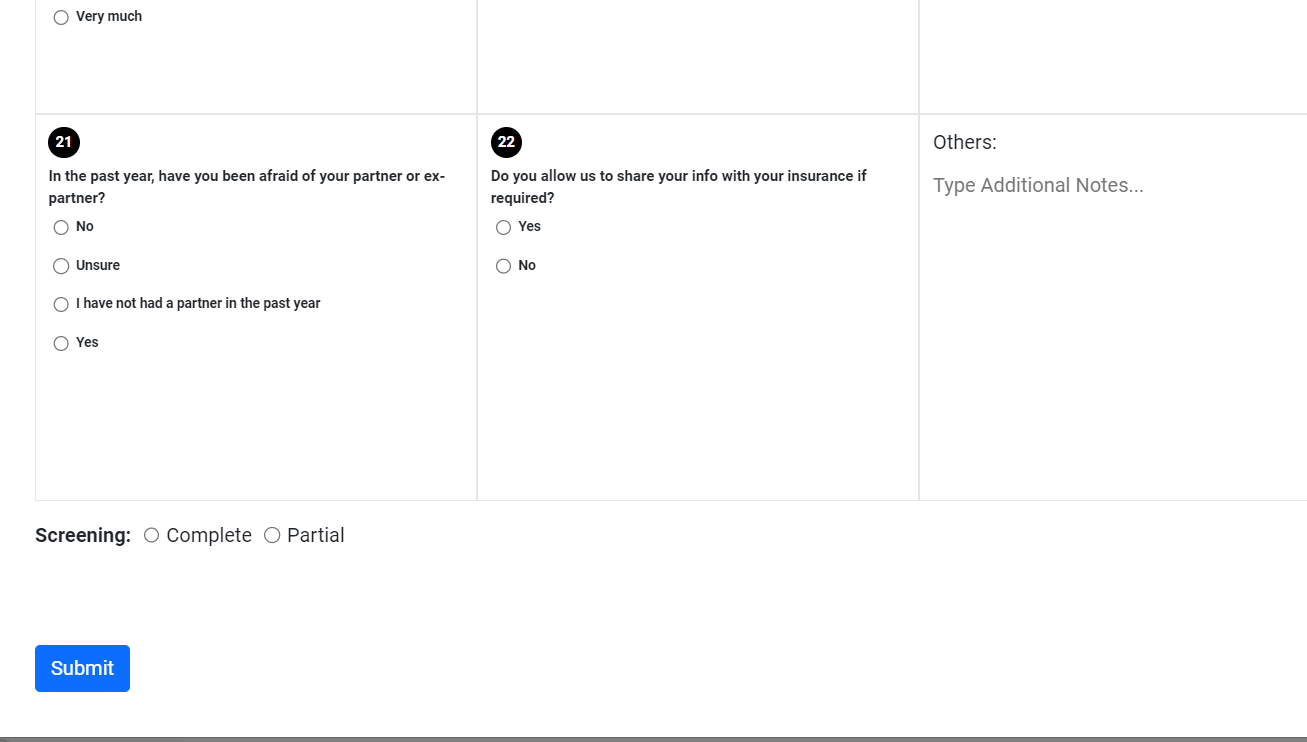 Very much
21
In the past year, have you been afraid of your partner or ex-
partner?
No
Unsure
I have not had a partner in the past year
Yes
22
Do you allow us to share your info with your insurance if
required?
Yes
No
Others:
Type Additional Notes...
Screening: Complete Partial
Submit